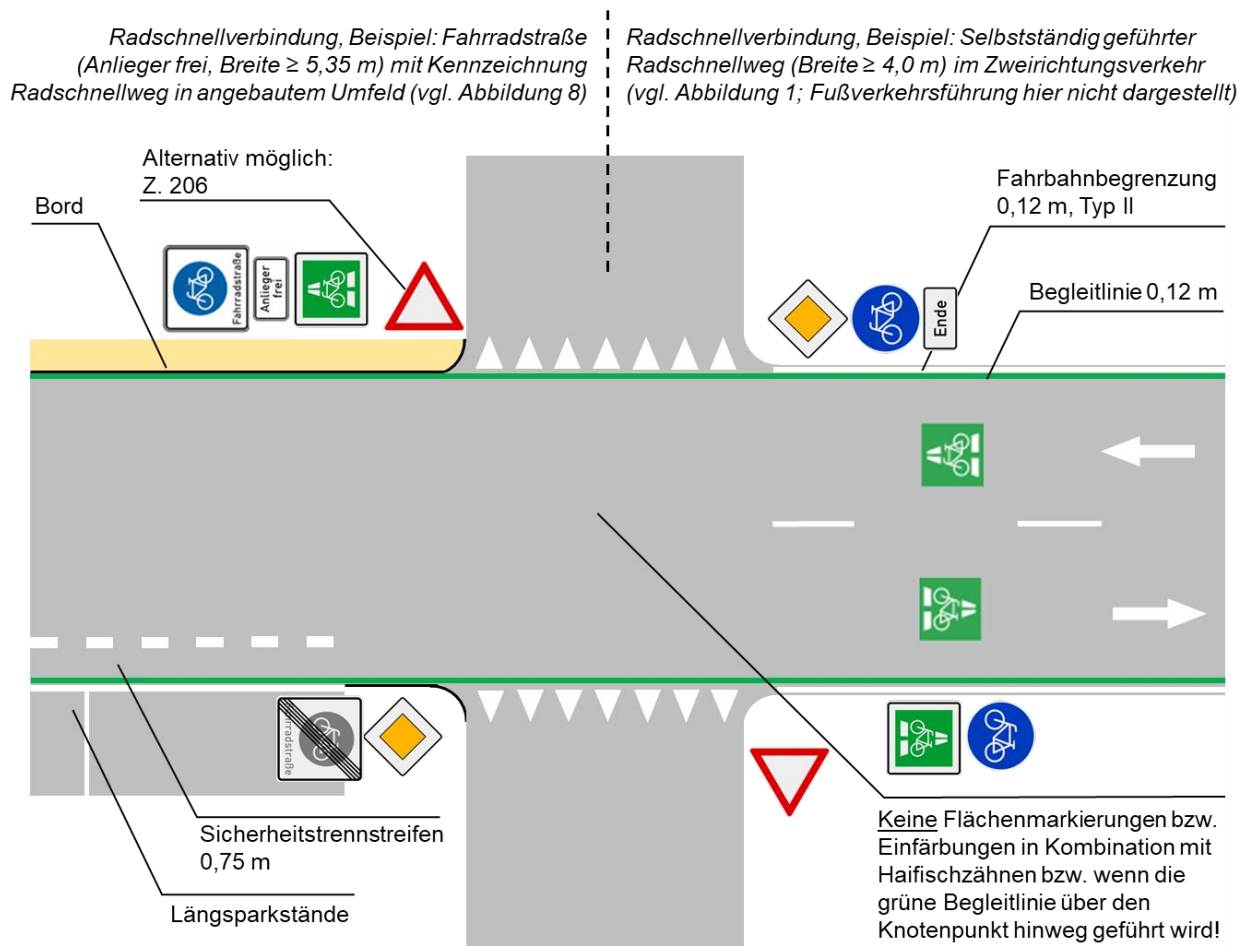 Radschnellverbindung, Beispiel: Fahrradstraße
(Anlieger frei, Breite ≥ 5,35 m) mit Kennzeichnung
Radschnellweg in angebautem Umfeld (vgl. Abbildung 8)
Radschnellverbindung, Beispiel: Selbstständig geführter
Radschnellweg (Breite ≥ 4,0 m) im Zweirichtungsverkehr
(vgl. Abbildung 1; Fußverkehrsführung hier nicht dargestellt)
Alternativ möglich:
Z. 206
Bord
Fahrradstraße
Anlieger
frei
Fahrbahnbegrenzung
0,12 m, Typ II
Begleitlinie 0,12 m
Ende
Fahrradstraße
Sicherheitstrennstreifen
0,75 m
Längsparkstände
Keine Flächenmarkierungen bzw.
Einfärbungen in Kombination mit
Haifischzähnen bzw. wenn die
grüne Begleitlinie über den
Knotenpunkt hinweg geführt wird!